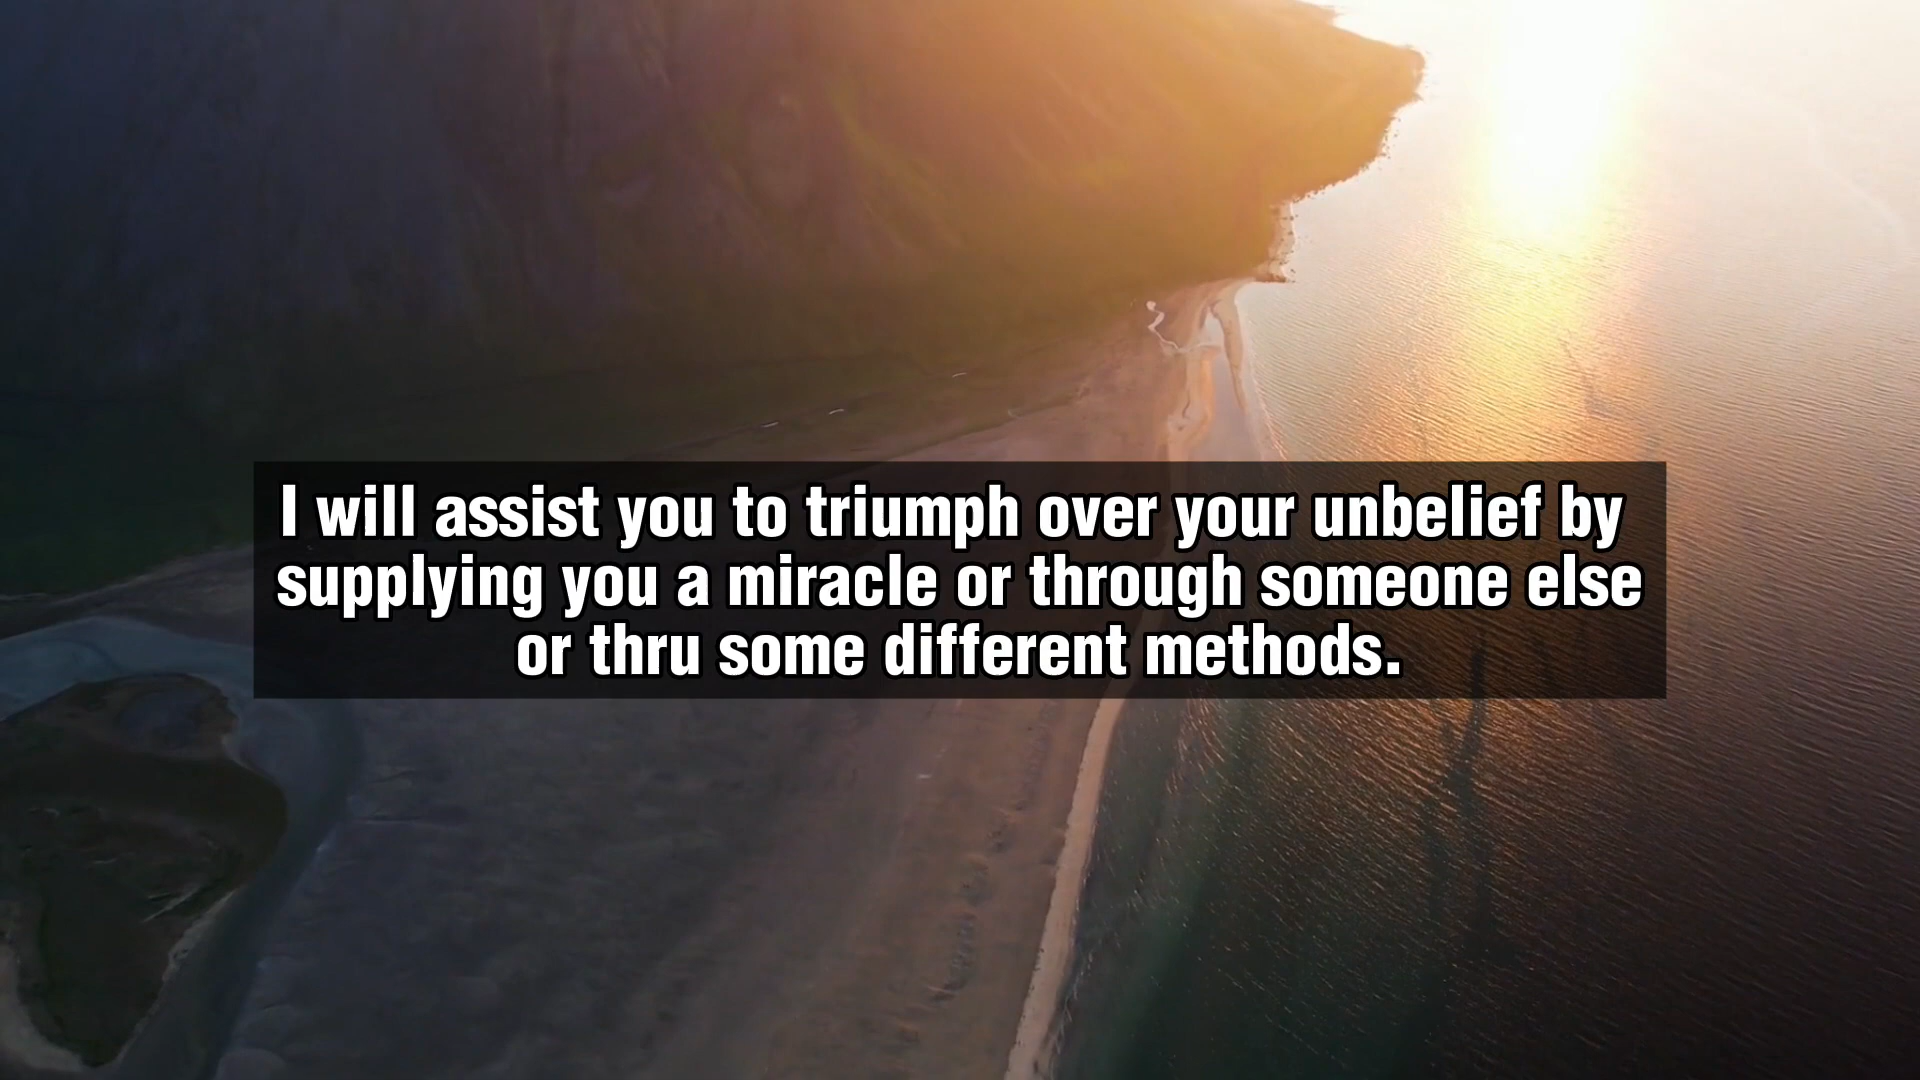 I will assist you to triumph over your unbelief by
supplying you a miracle or through someone else
or thru some different methods.